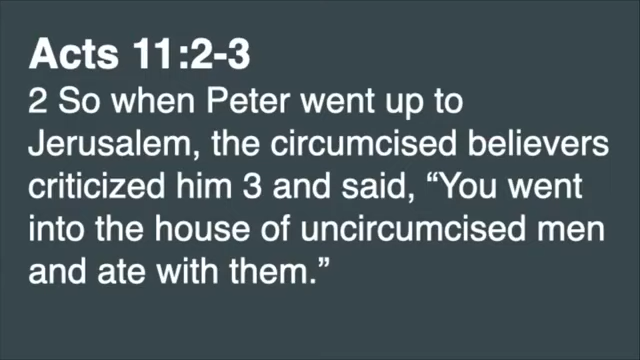 Acts 11:2-3
2 So when Peter went up to
Jerusalem, the circumcised believers
criticized him 3 and said, “You went
into the house of uncircumcised men
and ate with them.”